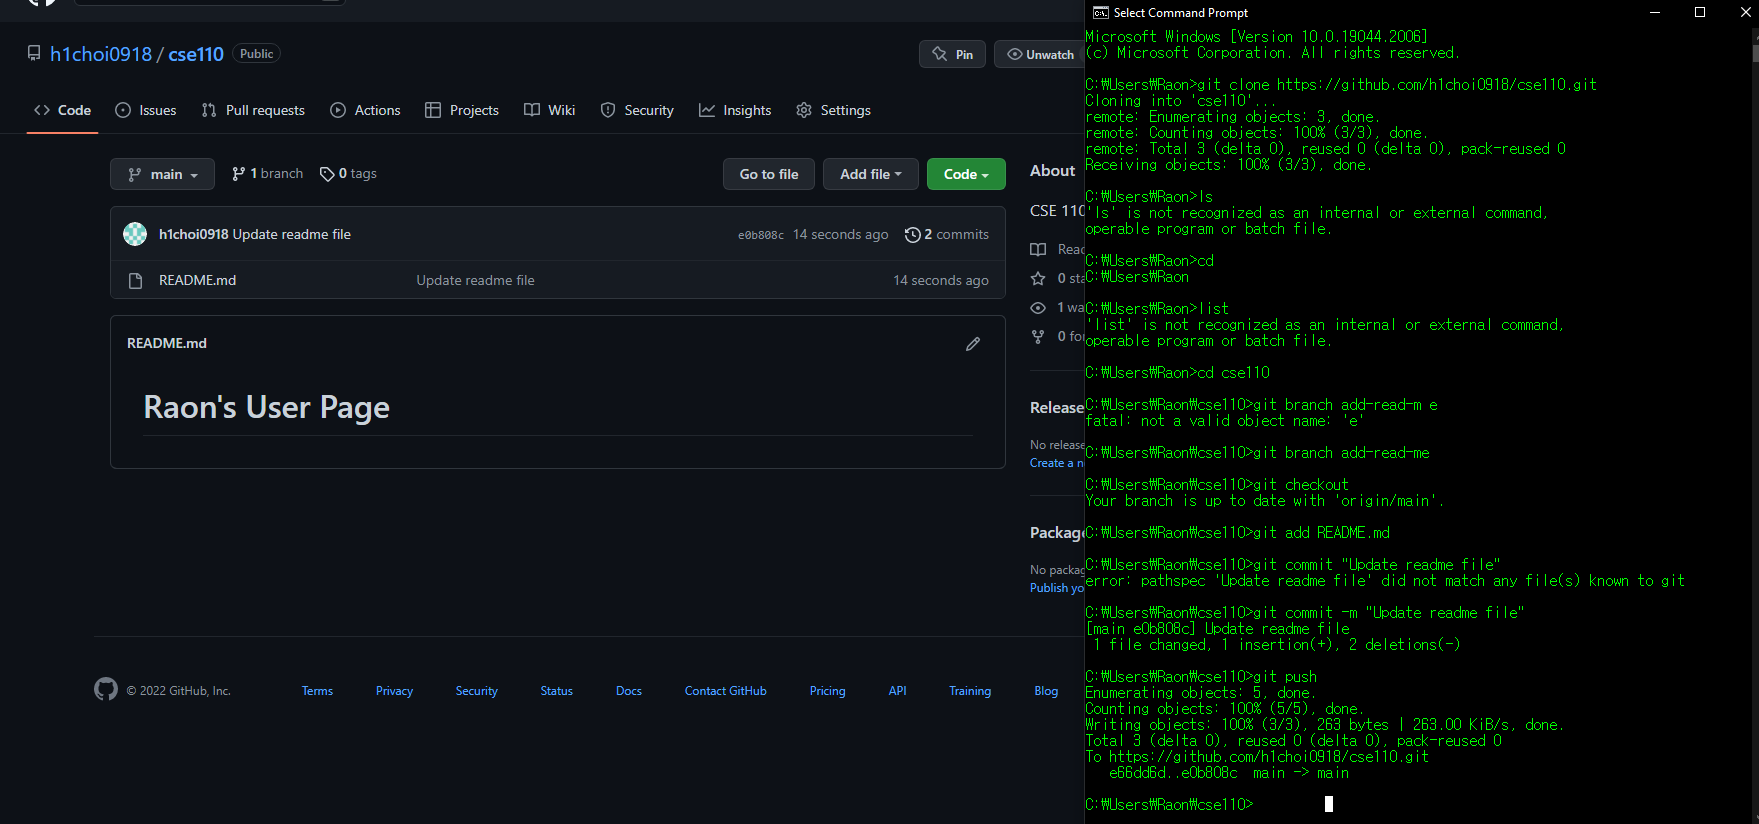 h1choi0918 / cse110 Public
Pin
Unwatch
Code Issues Pull requests Actions Projects Wiki Security Insights Settings
main 1 branch 0 tags
Go to file Add file Code
h1choi0918 Update readme file e0b808c 14 seconds ago 2 commits
README.md Update readme file 14 seconds ago
README.md
Raon's User Page
About
CSE 110
Read
0 sta
1 wa
0 fo
Release
No release
Create a n
Packag
No packag
Publish yo
© 2022 GitHub, Inc. Terms Privacy Security Status Docs Contact GitHub Pricing API Training Blog
Select Command Prompt
Microsoft Windows [Version 10.0.19044.2006]
(c) Microsoft Corporation. All rights reserved.
C:₩Users₩Raon>git clone https://github.com/h1choi0918/cse110.git
Cloning into 'cse110'...
remote: Enumerating objects: 3, done.
remote: Counting objects: 100% (3/3), done.
remote: Total 3 (delta 0), reused 0 (delta 0), pack-reused 0
Receiving objects: 100% (3/3), done.
C:₩Users₩Raon>ls
'ls' is not recognized as an internal or external command,
operable program or batch file.
C:₩Users₩Raon>cd
C:₩Users₩Raon
C:₩Users₩Raon>list
'list' is not recognized as an internal or external command,
operable program or batch file.
C:₩Users₩Raon>cd cse110
C:₩Users₩Raon₩cse110>git branch add-read-m e
fatal: not a valid object name: 'e'
C:₩Users₩Raon₩cse110>git branch add-read-me
C:₩Users₩Raon₩cse110>git checkout
Your branch is up to date with 'origin/main'.
C:₩Users₩Raon₩cse110>git add README.md
C:₩Users₩Raon₩cse110>git commit "Update readme file"
error: pathspec 'Update readme file' did not match any file(s) known to git
C:₩Users₩Raon₩cse110>git commit -m "Update readme file"
[main e0b808c] Update readme file
1 file changed, 1 insertion(+), 2 deletions(-)
C:₩Users₩Raon₩cse110>git push
Enumerating objects: 5, done.
Counting objects: 100% (5/5), done.
Writing objects: 100% (3/3), 263 bytes | 263.00 KiB/s, done.
Total 3 (delta 0), reused 0 (delta 0), pack-reused 0
To https://github.com/h1choi0918/cse110.git
e66dd6d..e0b808c main -> main
C:₩Users₩Raon₩cse110>